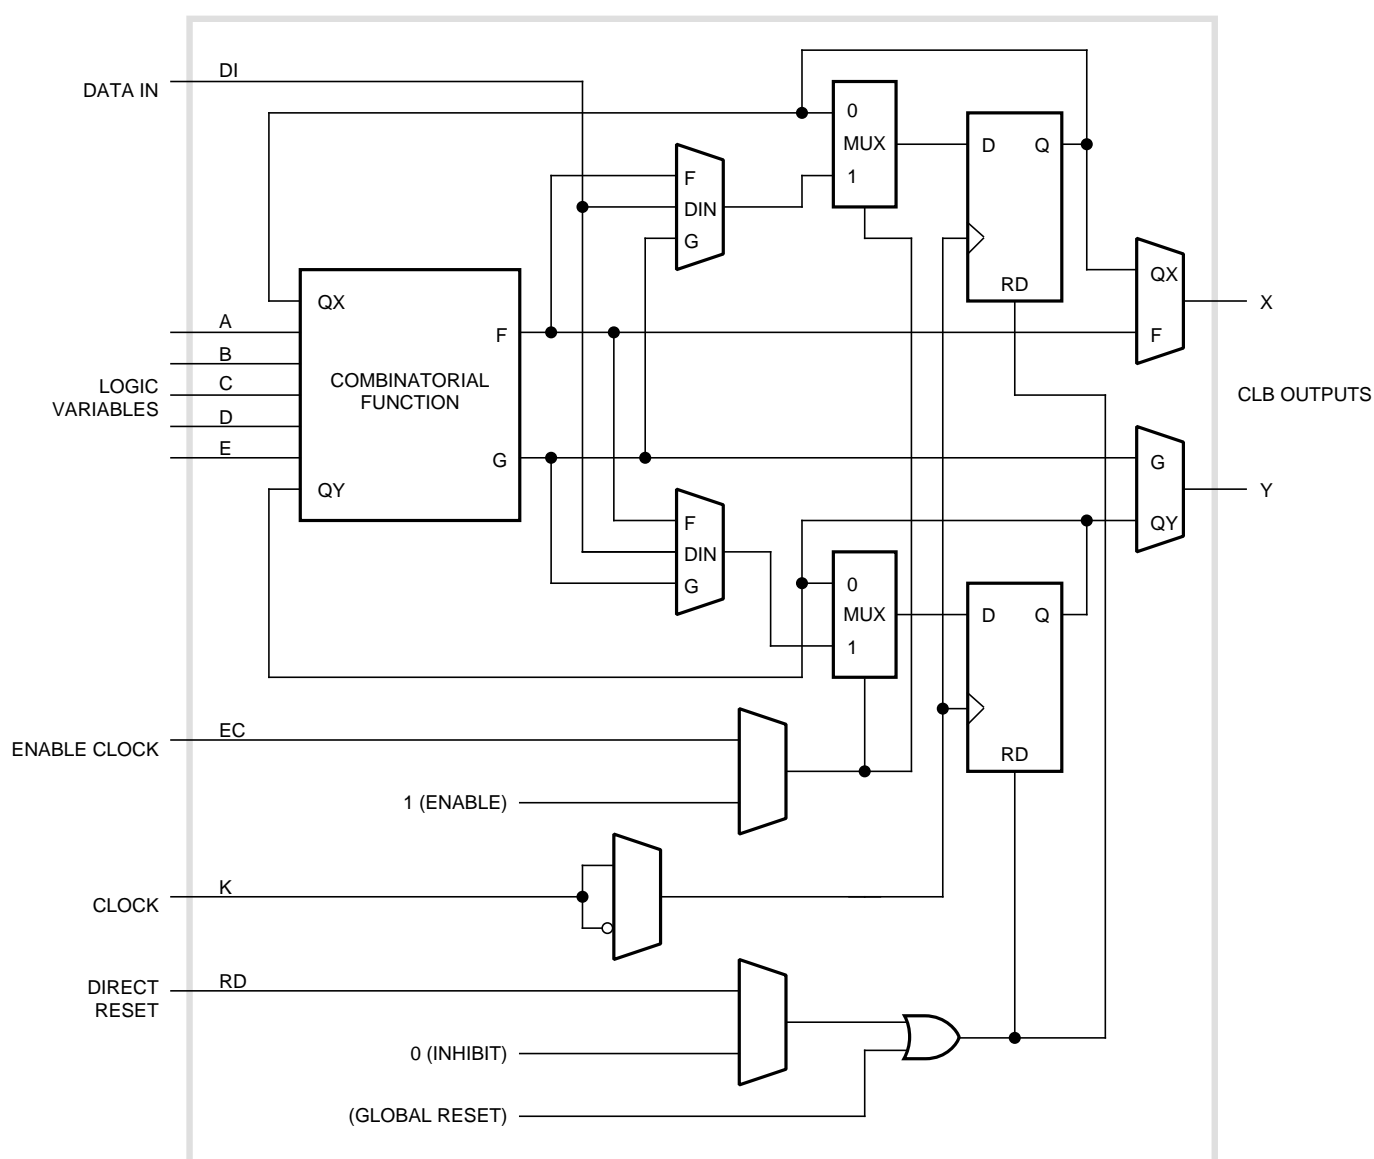 DI
DATA IN
0
MUX
1
D
Q
RD
F
DIN
G
QX
F
X
QX
A
B
C
D
E
QY
LOGIC
VARIABLES
COMBINATORIAL
FUNCTION
F
G
CLB OUTPUTS
G
QY
Y
F
DIN
G
0
MUX
1
D
Q
RD
EC
ENABLE CLOCK
1 (ENABLE)
K
CLOCK
RD
DIRECT
RESET
0 (INHIBIT)
(GLOBAL RESET)